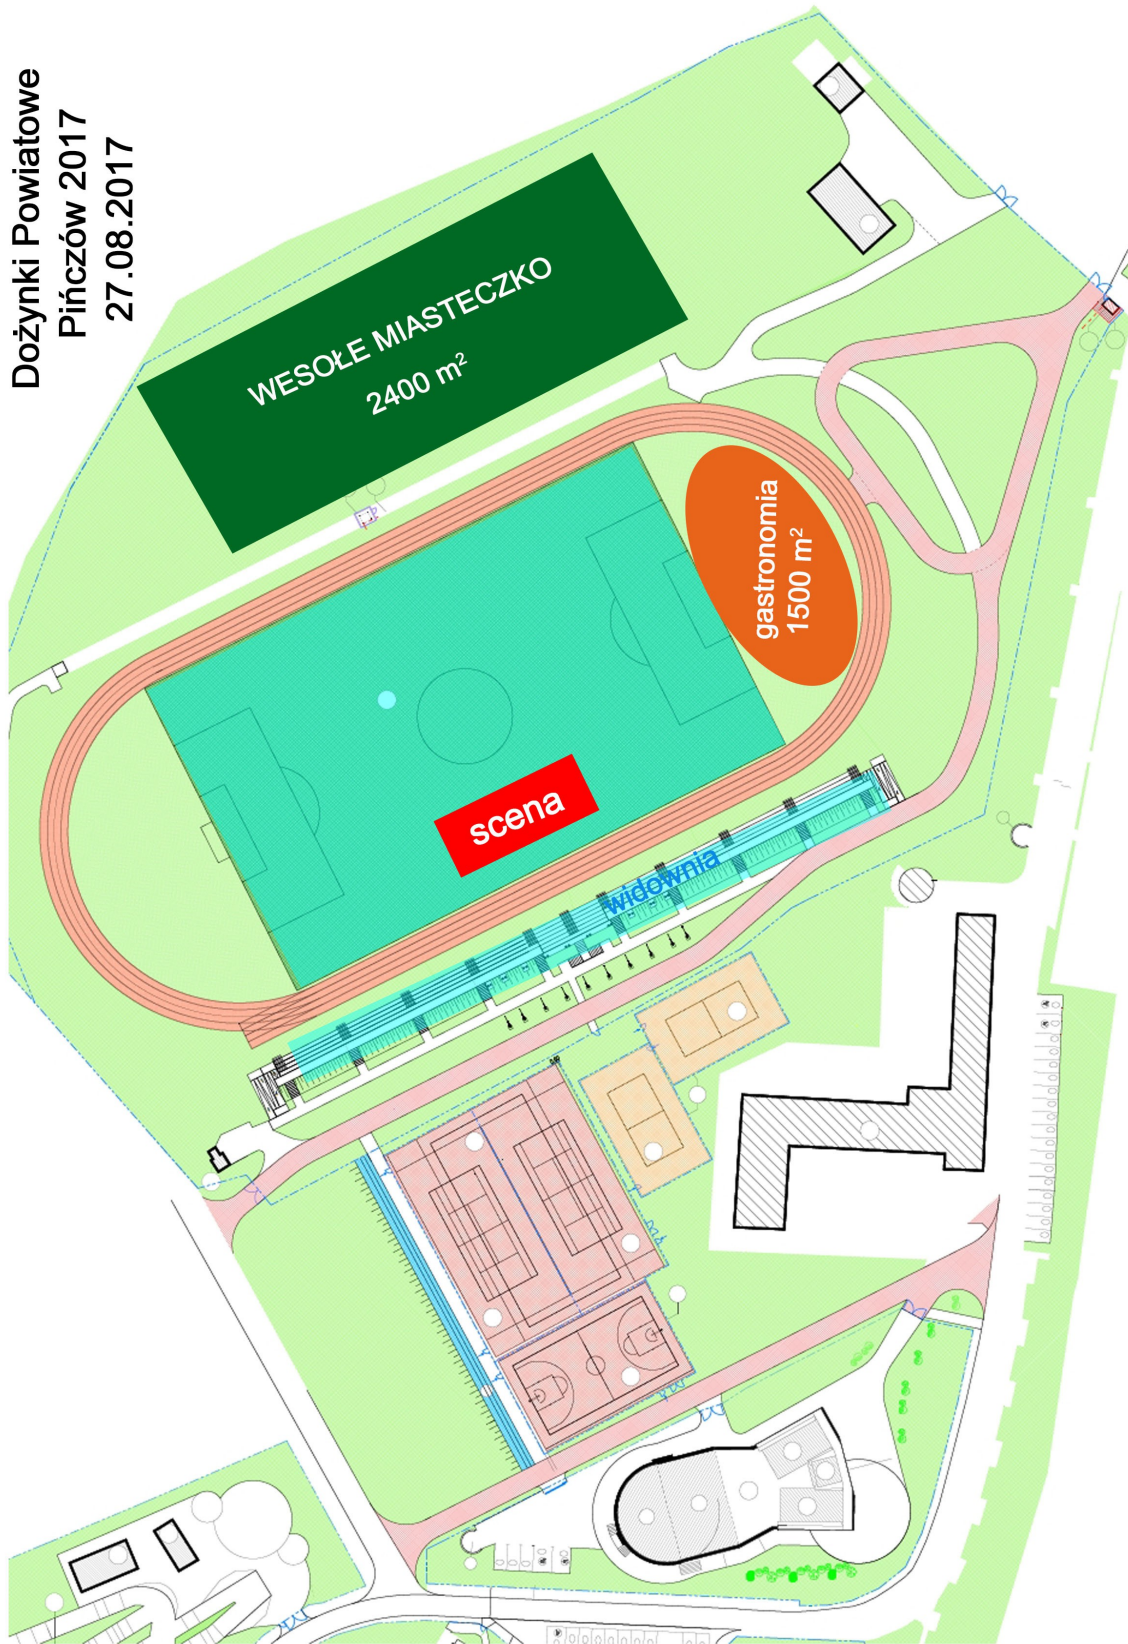 Dożynki Powiatowe
Pińczów 2017
27.08.2017
WESOŁE MIASTECZKO
2400 m²
gastronomia
1500 m²
scena
widownia